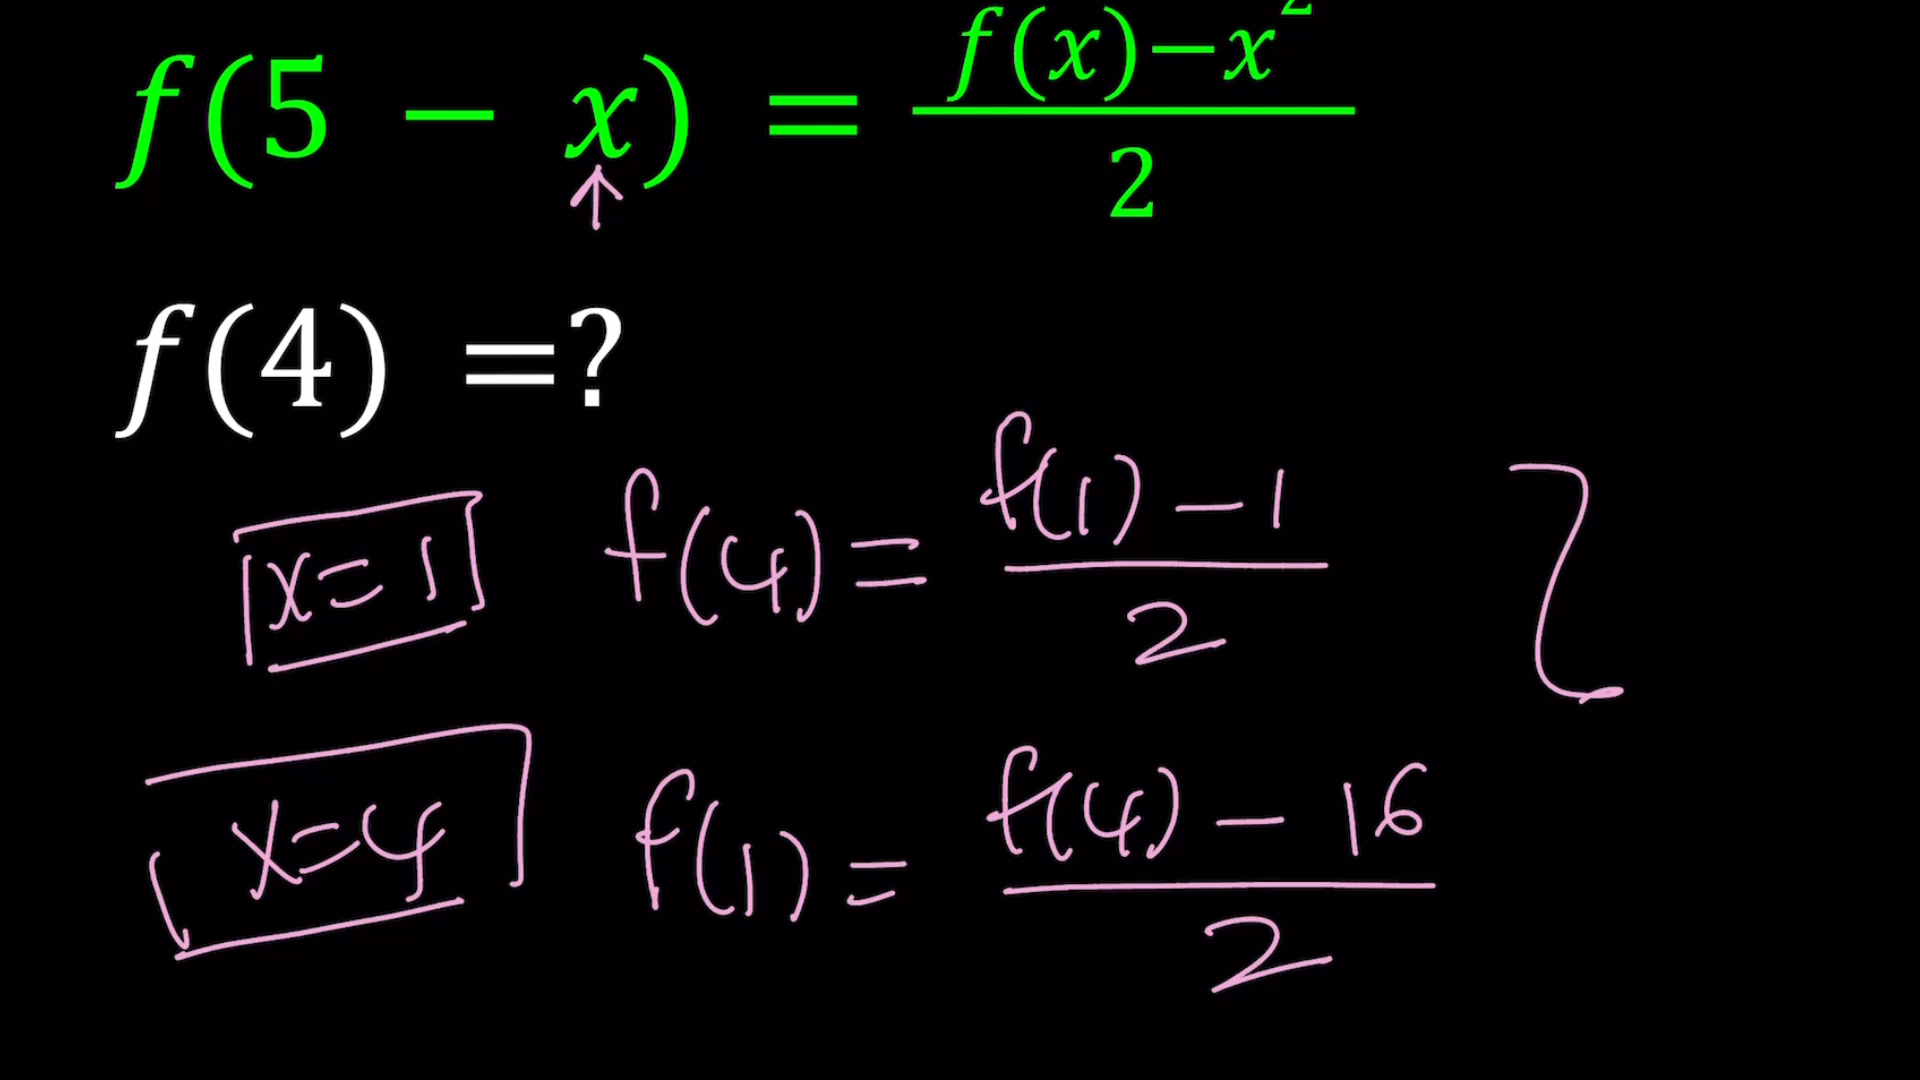 f(5 − x) = (f(x)−x²)/2
f(4) =?
x=1 f(4) = (f(1) − 1)/2
x=4 f(1) = (f(4) − 16)/2